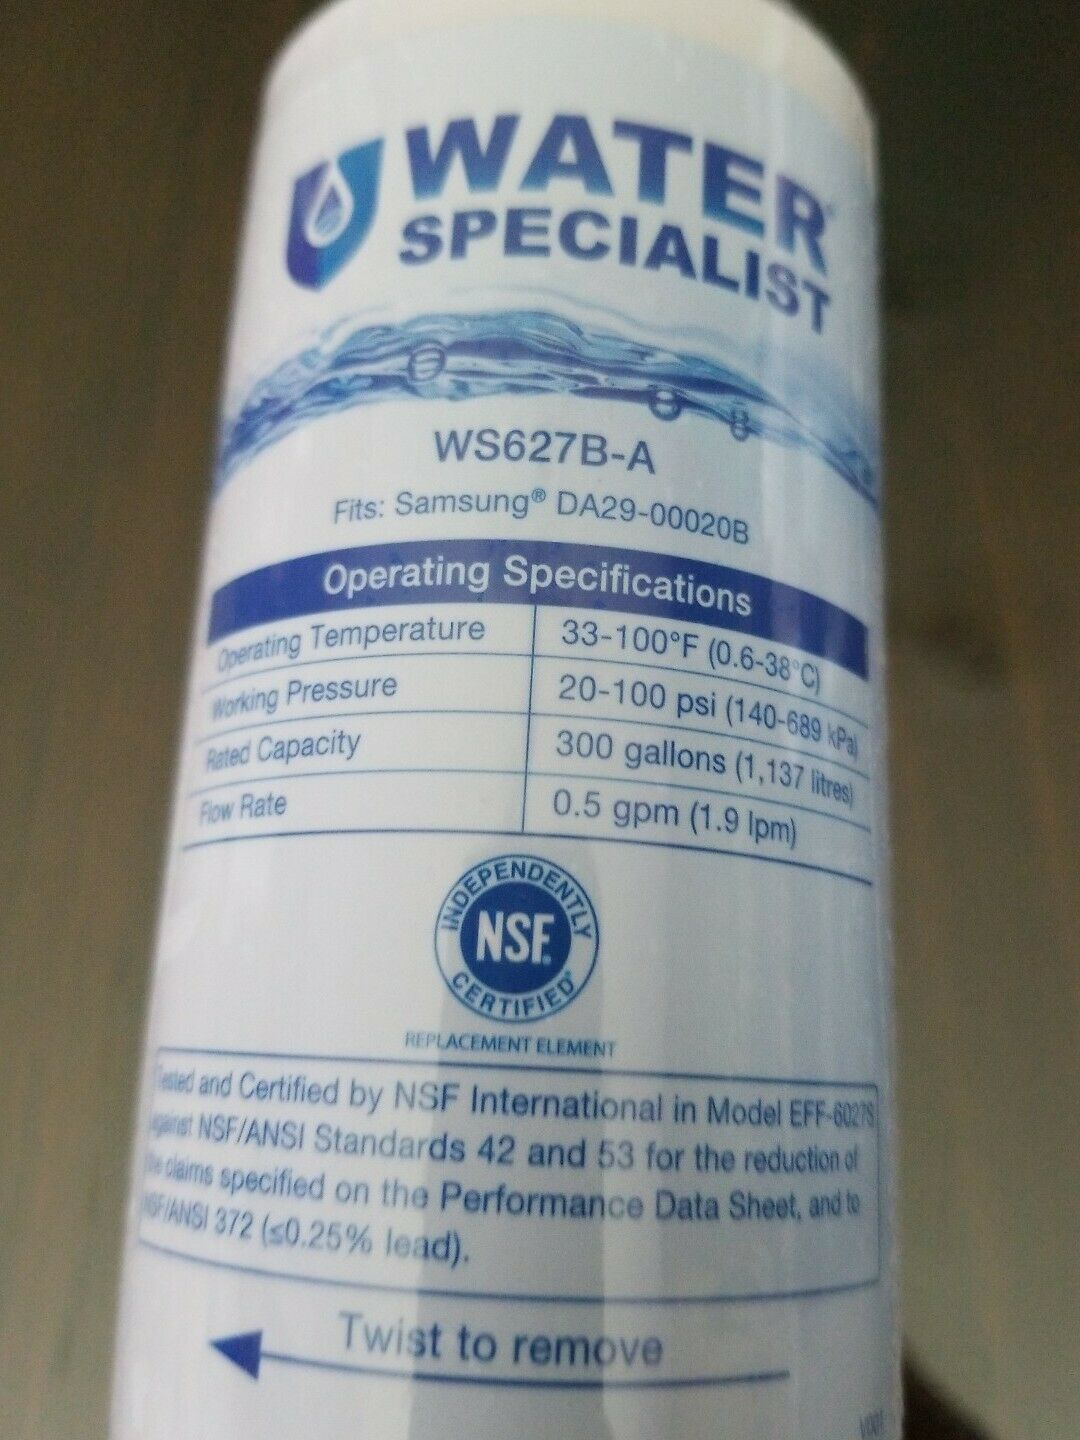 WATER
SPECIALIST
WS627B-A
Fits: Samsung® DA29-00020B
Operating Specifications
Operating Temperature 33-100°F (0.6-38°C)
Working Pressure 20-100 psi (140-689 kPa)
Rated Capacity 300 gallons (1,137 litres)
Flow Rate 0.5 gpm (1.9 lpm)
INDEPENDENTLY
NSF.
CERTIFIED
REPLACEMENT ELEMENT
Tested and Certified by NSF International in Model EFF-6027S
against NSF/ANSI Standards 42 and 53 for the reduction of
the claims specified on the Performance Data Sheet, and to
NSF/ANSI 372 (≤0.25% lead).
Twist to remove